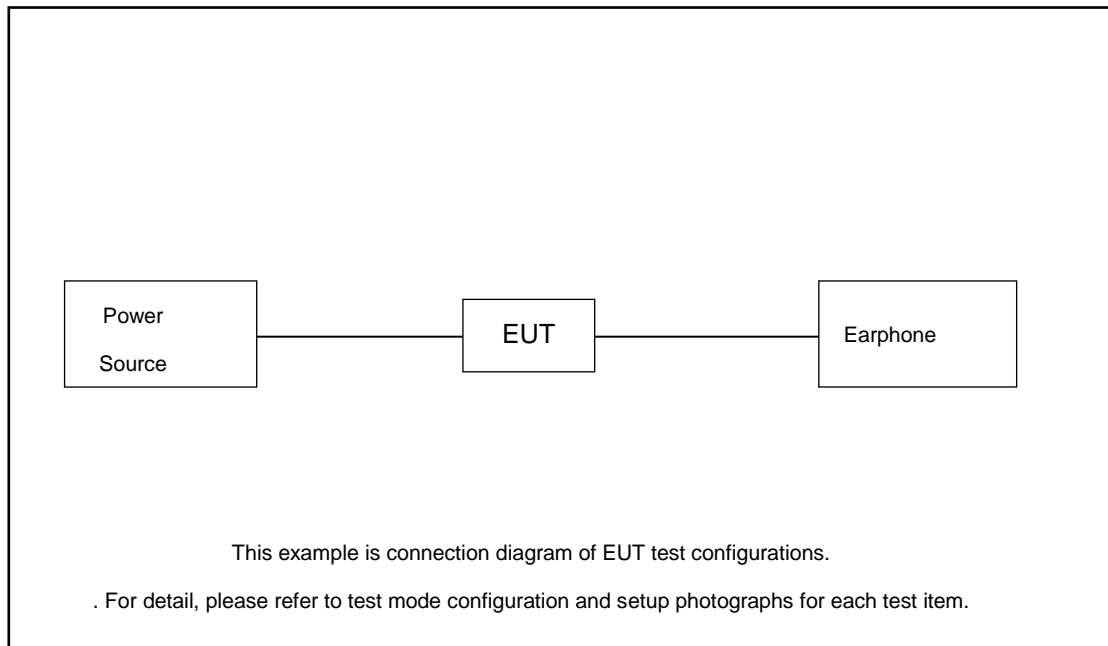 Power
Source
EUT
Earphone
This example is connection diagram of EUT test configurations.
. For detail, please refer to test mode configuration and setup photographs for each test item.